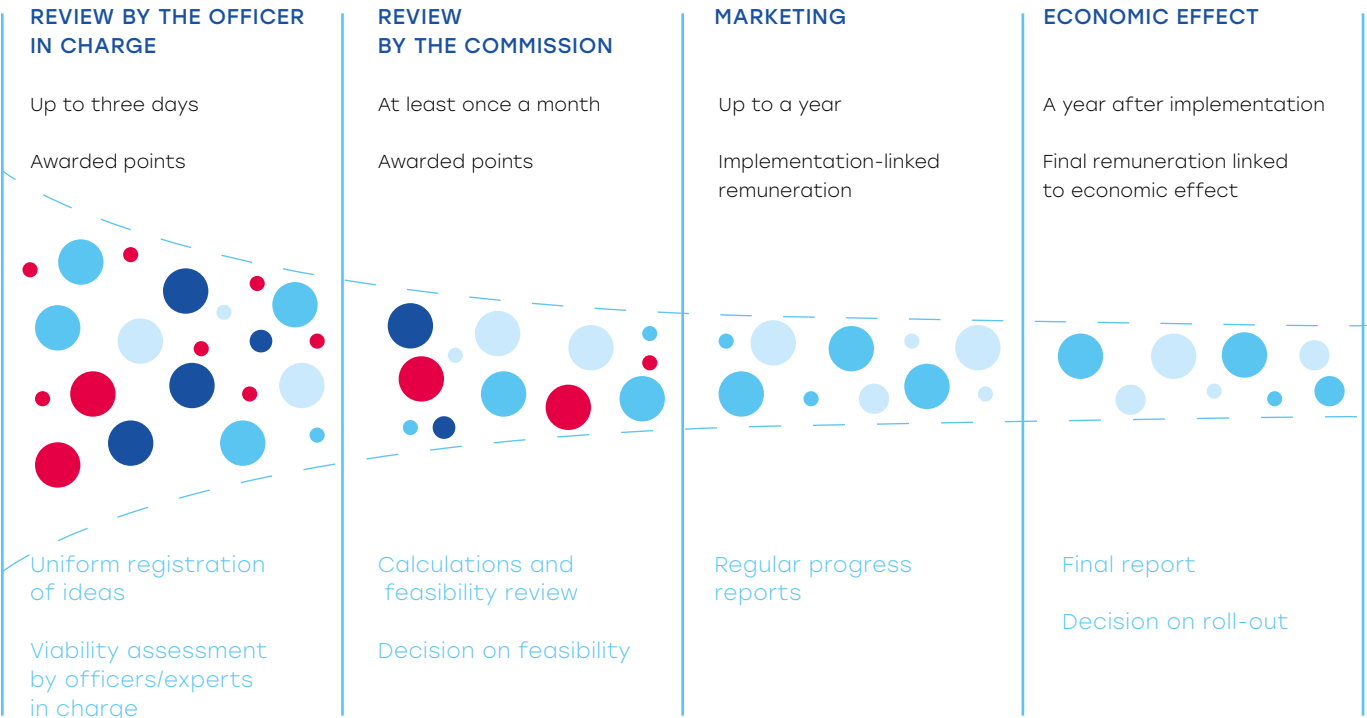 REVIEW BY THE OFFICER
IN CHARGE
Up to three days
Awarded points
Uniform registration
of ideas
Viability assessment
by officers/experts
in charge
REVIEW
BY THE COMMISSION
At least once a month
Awarded points
Calculations and
feasibility review
Decision on feasibility
MARKETING
Up to a year
Implementation-linked
remuneration
Regular progress
reports
ECONOMIC EFFECT
A year after implementation
Final remuneration linked
to economic effect
Final report
Decision on roll-out